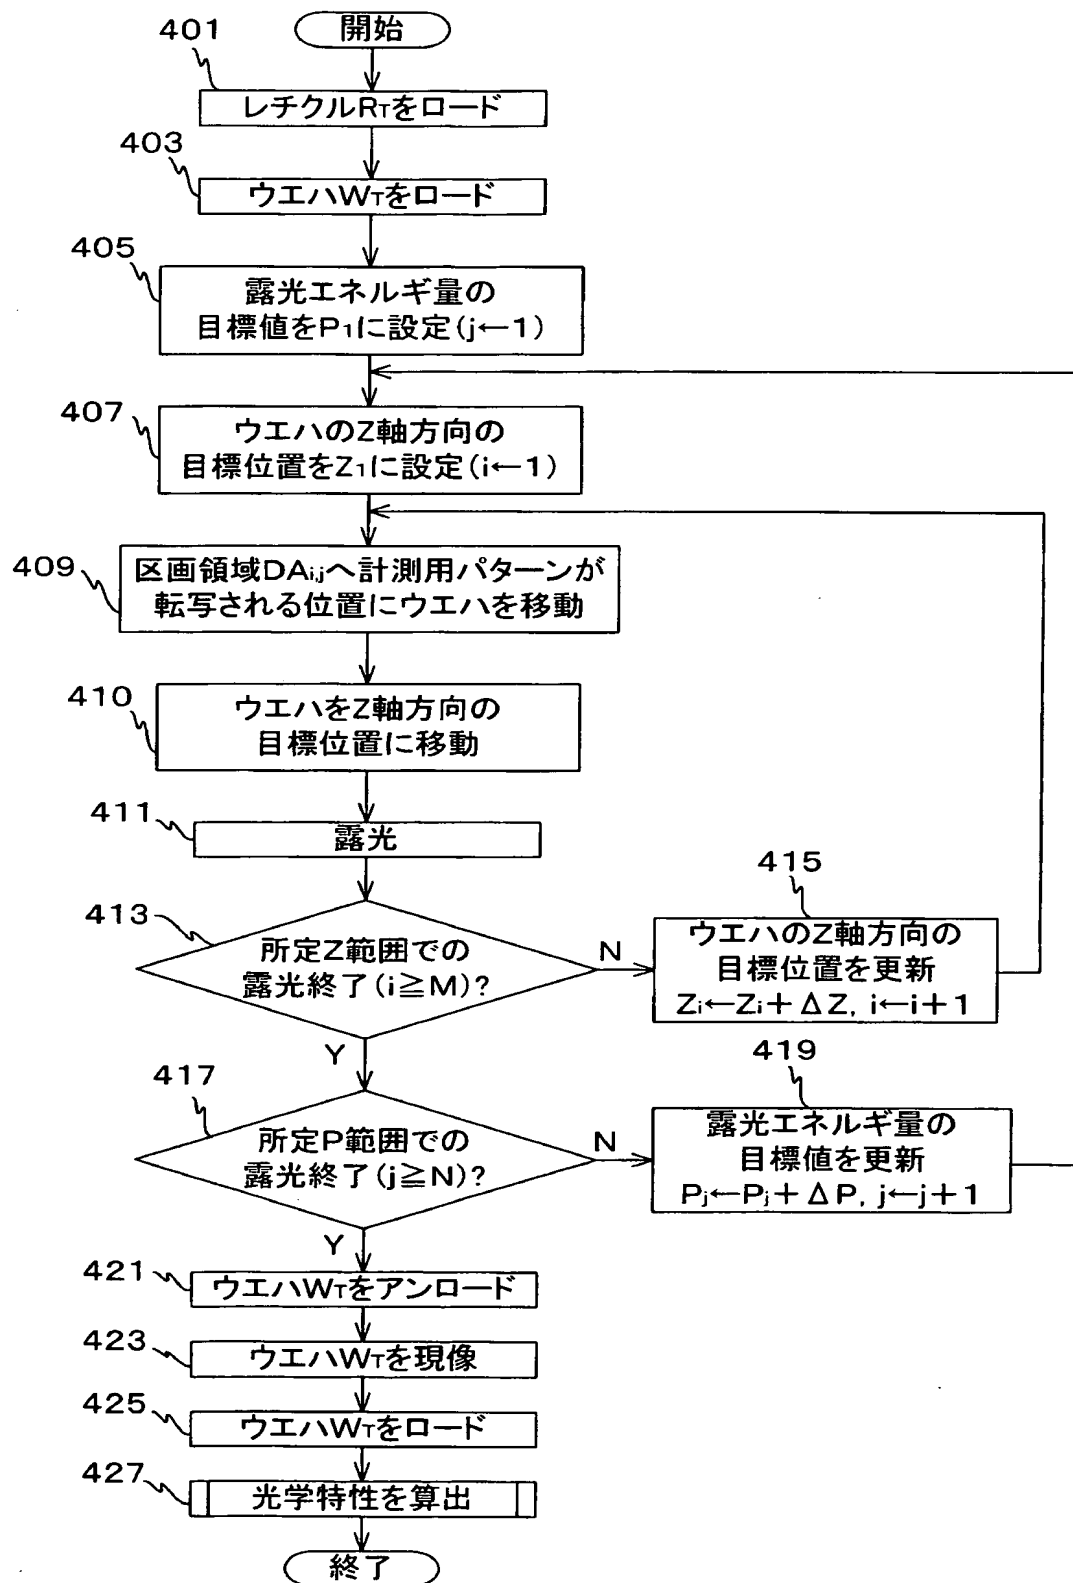 開始
401
レチクルRTをロード
403
ウエハWTをロード
405
露光エネルギ量の
目標値をP1に設定(j←1)
407
ウエハのZ軸方向の
目標位置をZ1に設定(i←1)
409
区画領域DAi,jへ計測用パターンが
転写される位置にウエハを移動
410
ウエハをZ軸方向の
目標位置に移動
411
露光
413
所定Z範囲での
露光終了(i≧M)?
N
Y
415
ウエハのZ軸方向の
目標位置を更新
Zi←Zi+ΔZ, i←i+1
417
所定P範囲での
露光終了(j≧N)?
N
Y
419
露光エネルギ量の
目標値を更新
Pj←Pj+ΔP, j←j+1
421
ウエハWTをアンロード
423
ウエハWTを現像
425
ウエハWTをロード
427
光学特性を算出
終了